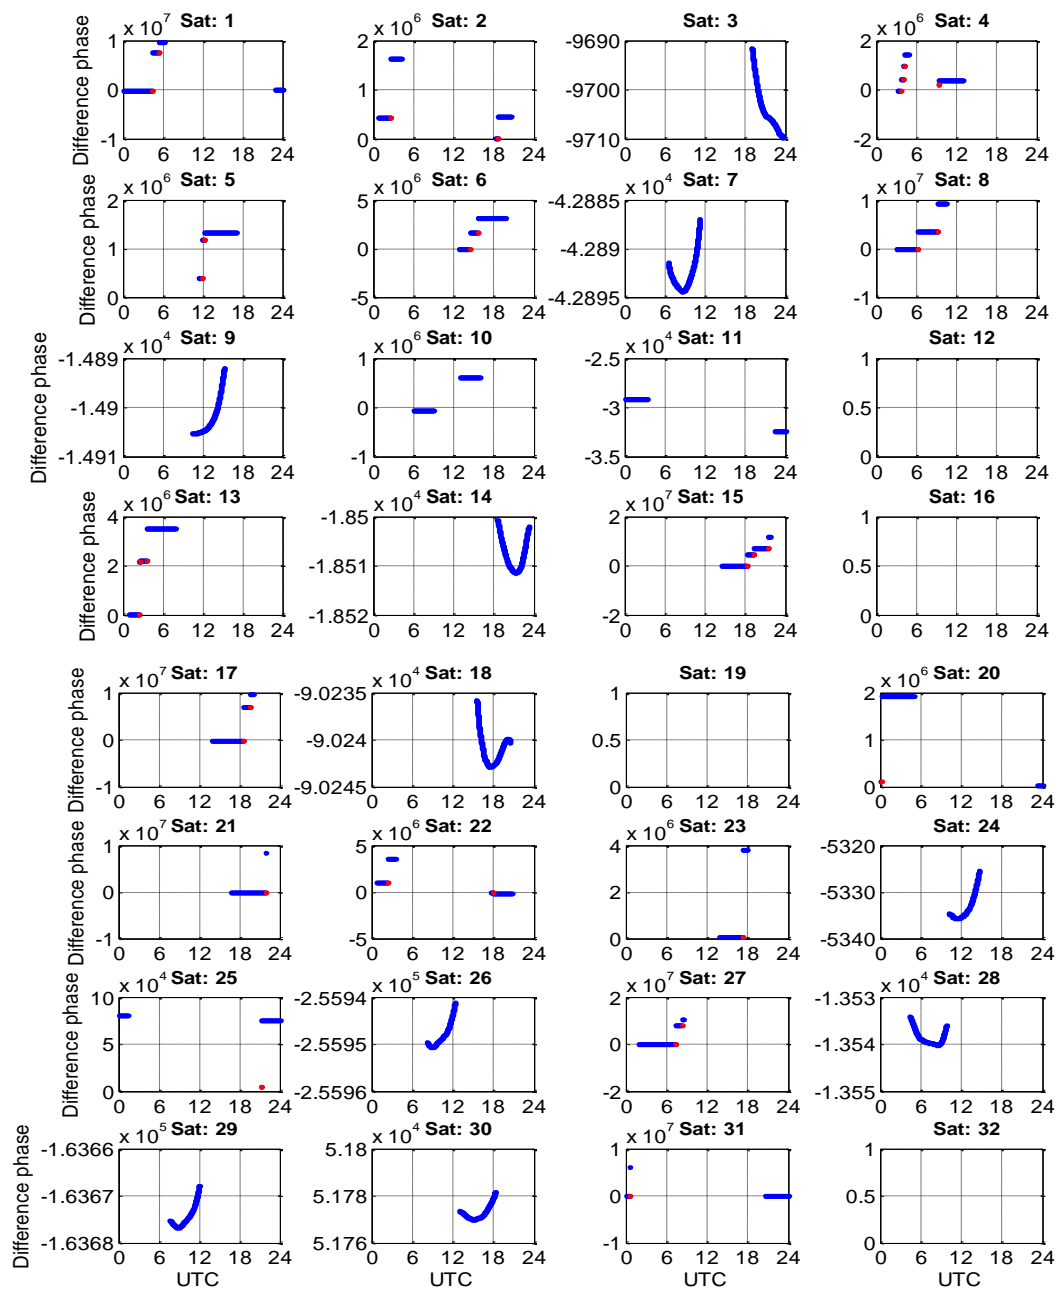 x 10^7 Sat: 1
x 10^6 Sat: 2
Sat: 3
x 10^6 Sat: 4
Difference phase
1
0
-1
0 6 12 18 24
2
1
0
0 6 12 18 24
-9690
-9700
-9710
0 6 12 18 24
2
0
-2
0 6 12 18 24
x 10^6 Sat: 5
x 10^6 Sat: 6
x 10^4 Sat: 7
x 10^7 Sat: 8
Difference phase
2
1
0
0 6 12 18 24
5
0
-5
0 6 12 18 24
-4.2885
-4.289
-4.2895
0 6 12 18 24
1
0
-1
0 6 12 18 24
x 10^4 Sat: 9
x 10^6 Sat: 10
x 10^4 Sat: 11
Sat: 12
Difference phase
-1.489
-1.49
-1.491
0 6 12 18 24
1
0
-1
0 6 12 18 24
-2.5
-3
-3.5
0 6 12 18 24
1
0.5
0
0 6 12 18 24
x 10^6 Sat: 13
x 10^4 Sat: 14
x 10^7 Sat: 15
Sat: 16
Difference phase
4
2
0
0 6 12 18 24
-1.85
-1.851
-1.852
0 6 12 18 24
2
0
-2
0 6 12 18 24
1
0.5
0
0 6 12 18 24
x 10^7 Sat: 17
x 10^4 Sat: 18
Sat: 19
x 10^6 Sat: 20
Difference phase
1
0
-1
0 6 12 18 24
-9.0235
-9.024
-9.0245
0 6 12 18 24
1
0.5
0
0 6 12 18 24
2
1
0
0 6 12 18 24
x 10^7 Sat: 21
x 10^6 Sat: 22
x 10^6 Sat: 23
Sat: 24
Difference phase
1
0
-1
0 6 12 18 24
5
0
-5
0 6 12 18 24
4
2
0
0 6 12 18 24
-5320
-5330
-5340
0 6 12 18 24
x 10^4 Sat: 25
x 10^5 Sat: 26
x 10^7 Sat: 27
x 10^4 Sat: 28
Difference phase
10
5
0
0 6 12 18 24
-2.5594
-2.5595
-2.5596
0 6 12 18 24
2
0
-2
0 6 12 18 24
-1.353
-1.354
-1.355
0 6 12 18 24
x 10^5 Sat: 29
x 10^4 Sat: 30
x 10^7 Sat: 31
Sat: 32
Difference phase
-1.6366
-1.6367
-1.6368
0 6 12 18 24
UTC
5.18
5.178
5.176
0 6 12 18 24
UTC
1
0
-1
0 6 12 18 24
UTC
1
0.5
0
0 6 12 18 24
UTC